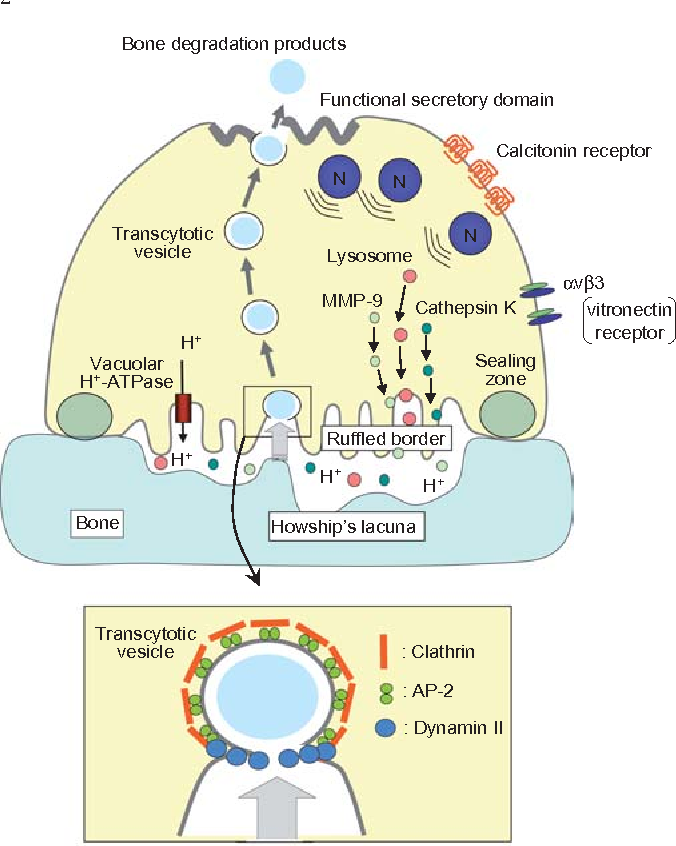 2
Bone degradation products
Functional secretory domain
Calcitonin receptor
N
N
N
Transcytotic
vesicle
Lysosome
αvβ3
MMP-9
Cathepsin K
vitronectin
receptor
H+
Vacuolar
H+-ATPase
Sealing
zone
Ruffled border
H+
H+
H+
Bone
Howship's lacuna
Transcytotic
vesicle
: Clathrin
: AP-2
: Dynamin II